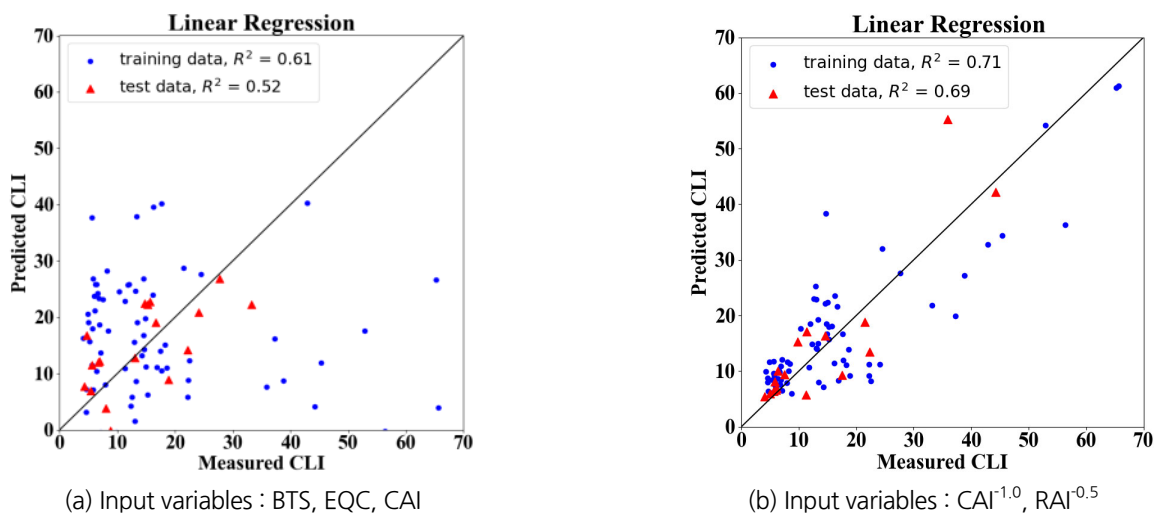 Linear Regression
70
60
50
40
30
20
10
0
Predicted CLI
training data, R² = 0.61
test data, R² = 0.52
0 10 20 30 40 50 60 70
Measured CLI
(a) Input variables : BTS, EQC, CAI
Linear Regression
70
60
50
40
30
20
10
0
Predicted CLI
training data, R² = 0.71
test data, R² = 0.69
0 10 20 30 40 50 60 70
Measured CLI
(b) Input variables : CAI⁻¹·⁰, RAI⁻⁰·⁵